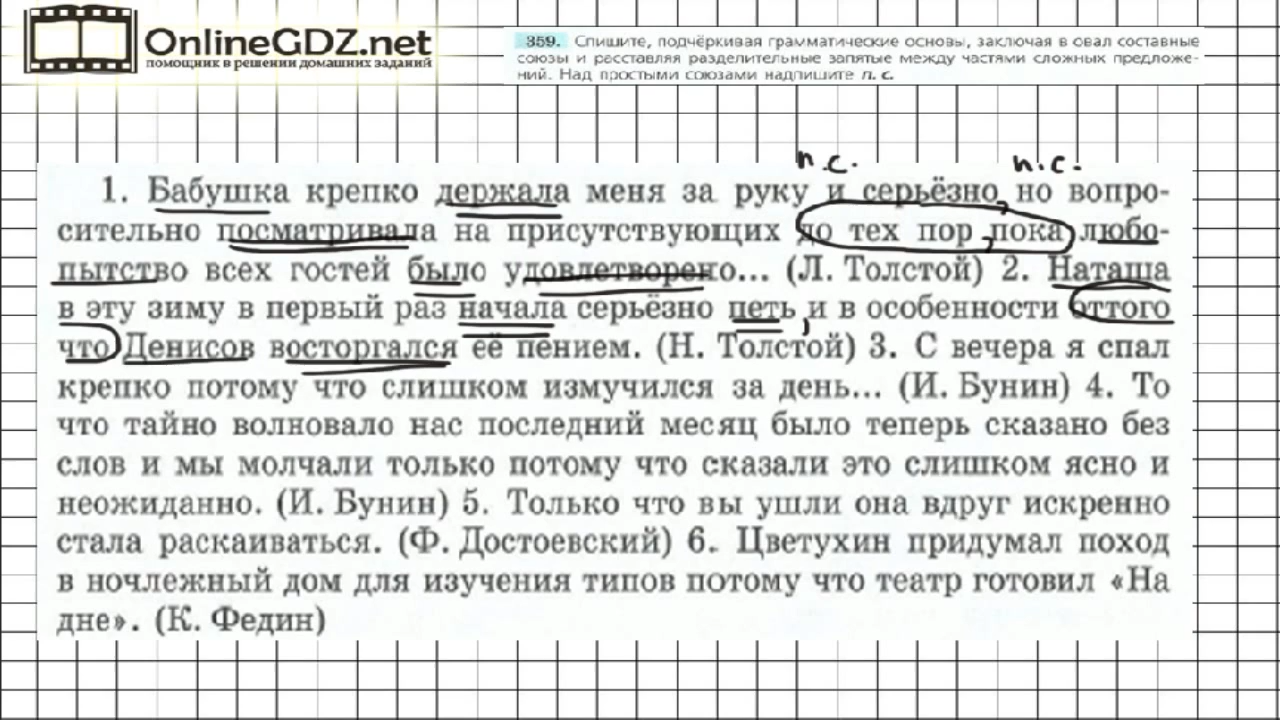 OnlineGDZ.net
помощник в решении домашних заданий
359. Спишите, подчёркивая грамматические основы, заключая в овал составные
союзы и расставляя разделительные запятые между частями сложных предложе-
ний. Над простыми союзами надпишите п. с.
п.с. п.с.
1. Бабушка крепко держала меня за руку и серьёзно, но вопро-
сительно посматривала на присутствующих до тех пор, пока любо-
пытство всех гостей было удовлетворено... (Л. Толстой) 2. Наташа
в эту зиму в первый раз начала серьёзно петь, и в особенности оттого
что Денисов восторгался её пением. (Н. Толстой) 3. С вечера я спал
крепко потому что слишком измучился за день... (И. Бунин) 4. То
что тайно волновало нас последний месяц было теперь сказано без
слов и мы молчали только потому что сказали это слишком ясно и
неожиданно. (И. Бунин) 5. Только что вы ушли она вдруг искренно
стала раскаиваться. (Ф. Достоевский) 6. Цветухин придумал поход
в ночлежный дом для изучения типов потому что театр готовил «На
дне». (К. Федин)